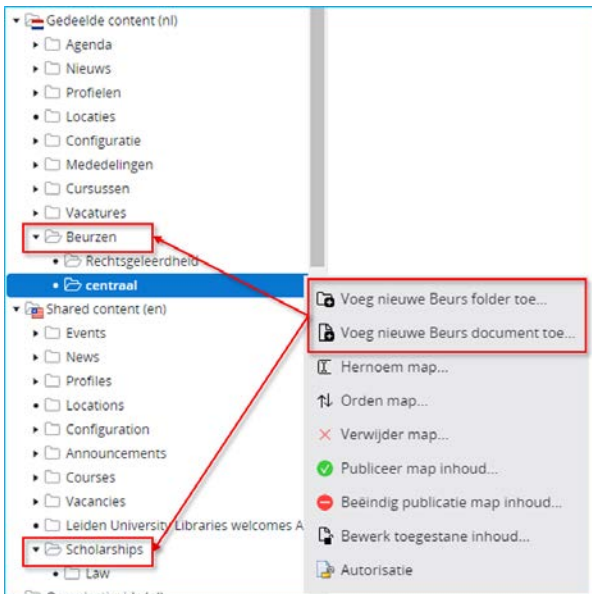 Gedeelde content (nl)
Agenda
Nieuws
Profielen
Locaties
Configuratie
Mededelingen
Cursussen
Vacatures
Beurzen
Rechtsgeleerdheid
centraal
Shared content (en)
Events
News
Profiles
Locations
Configuration
Announcements
Courses
Vacancies
Leiden University Libraries welcomes A
Scholarships
Law
Voeg nieuwe Beurs folder toe...
Voeg nieuwe Beurs document toe...
Hernoem map...
Orden map...
Verwijder map...
Publiceer map inhoud...
Beëindig publicatie map inhoud...
Bewerk toegestane inhoud...
Autorisatie